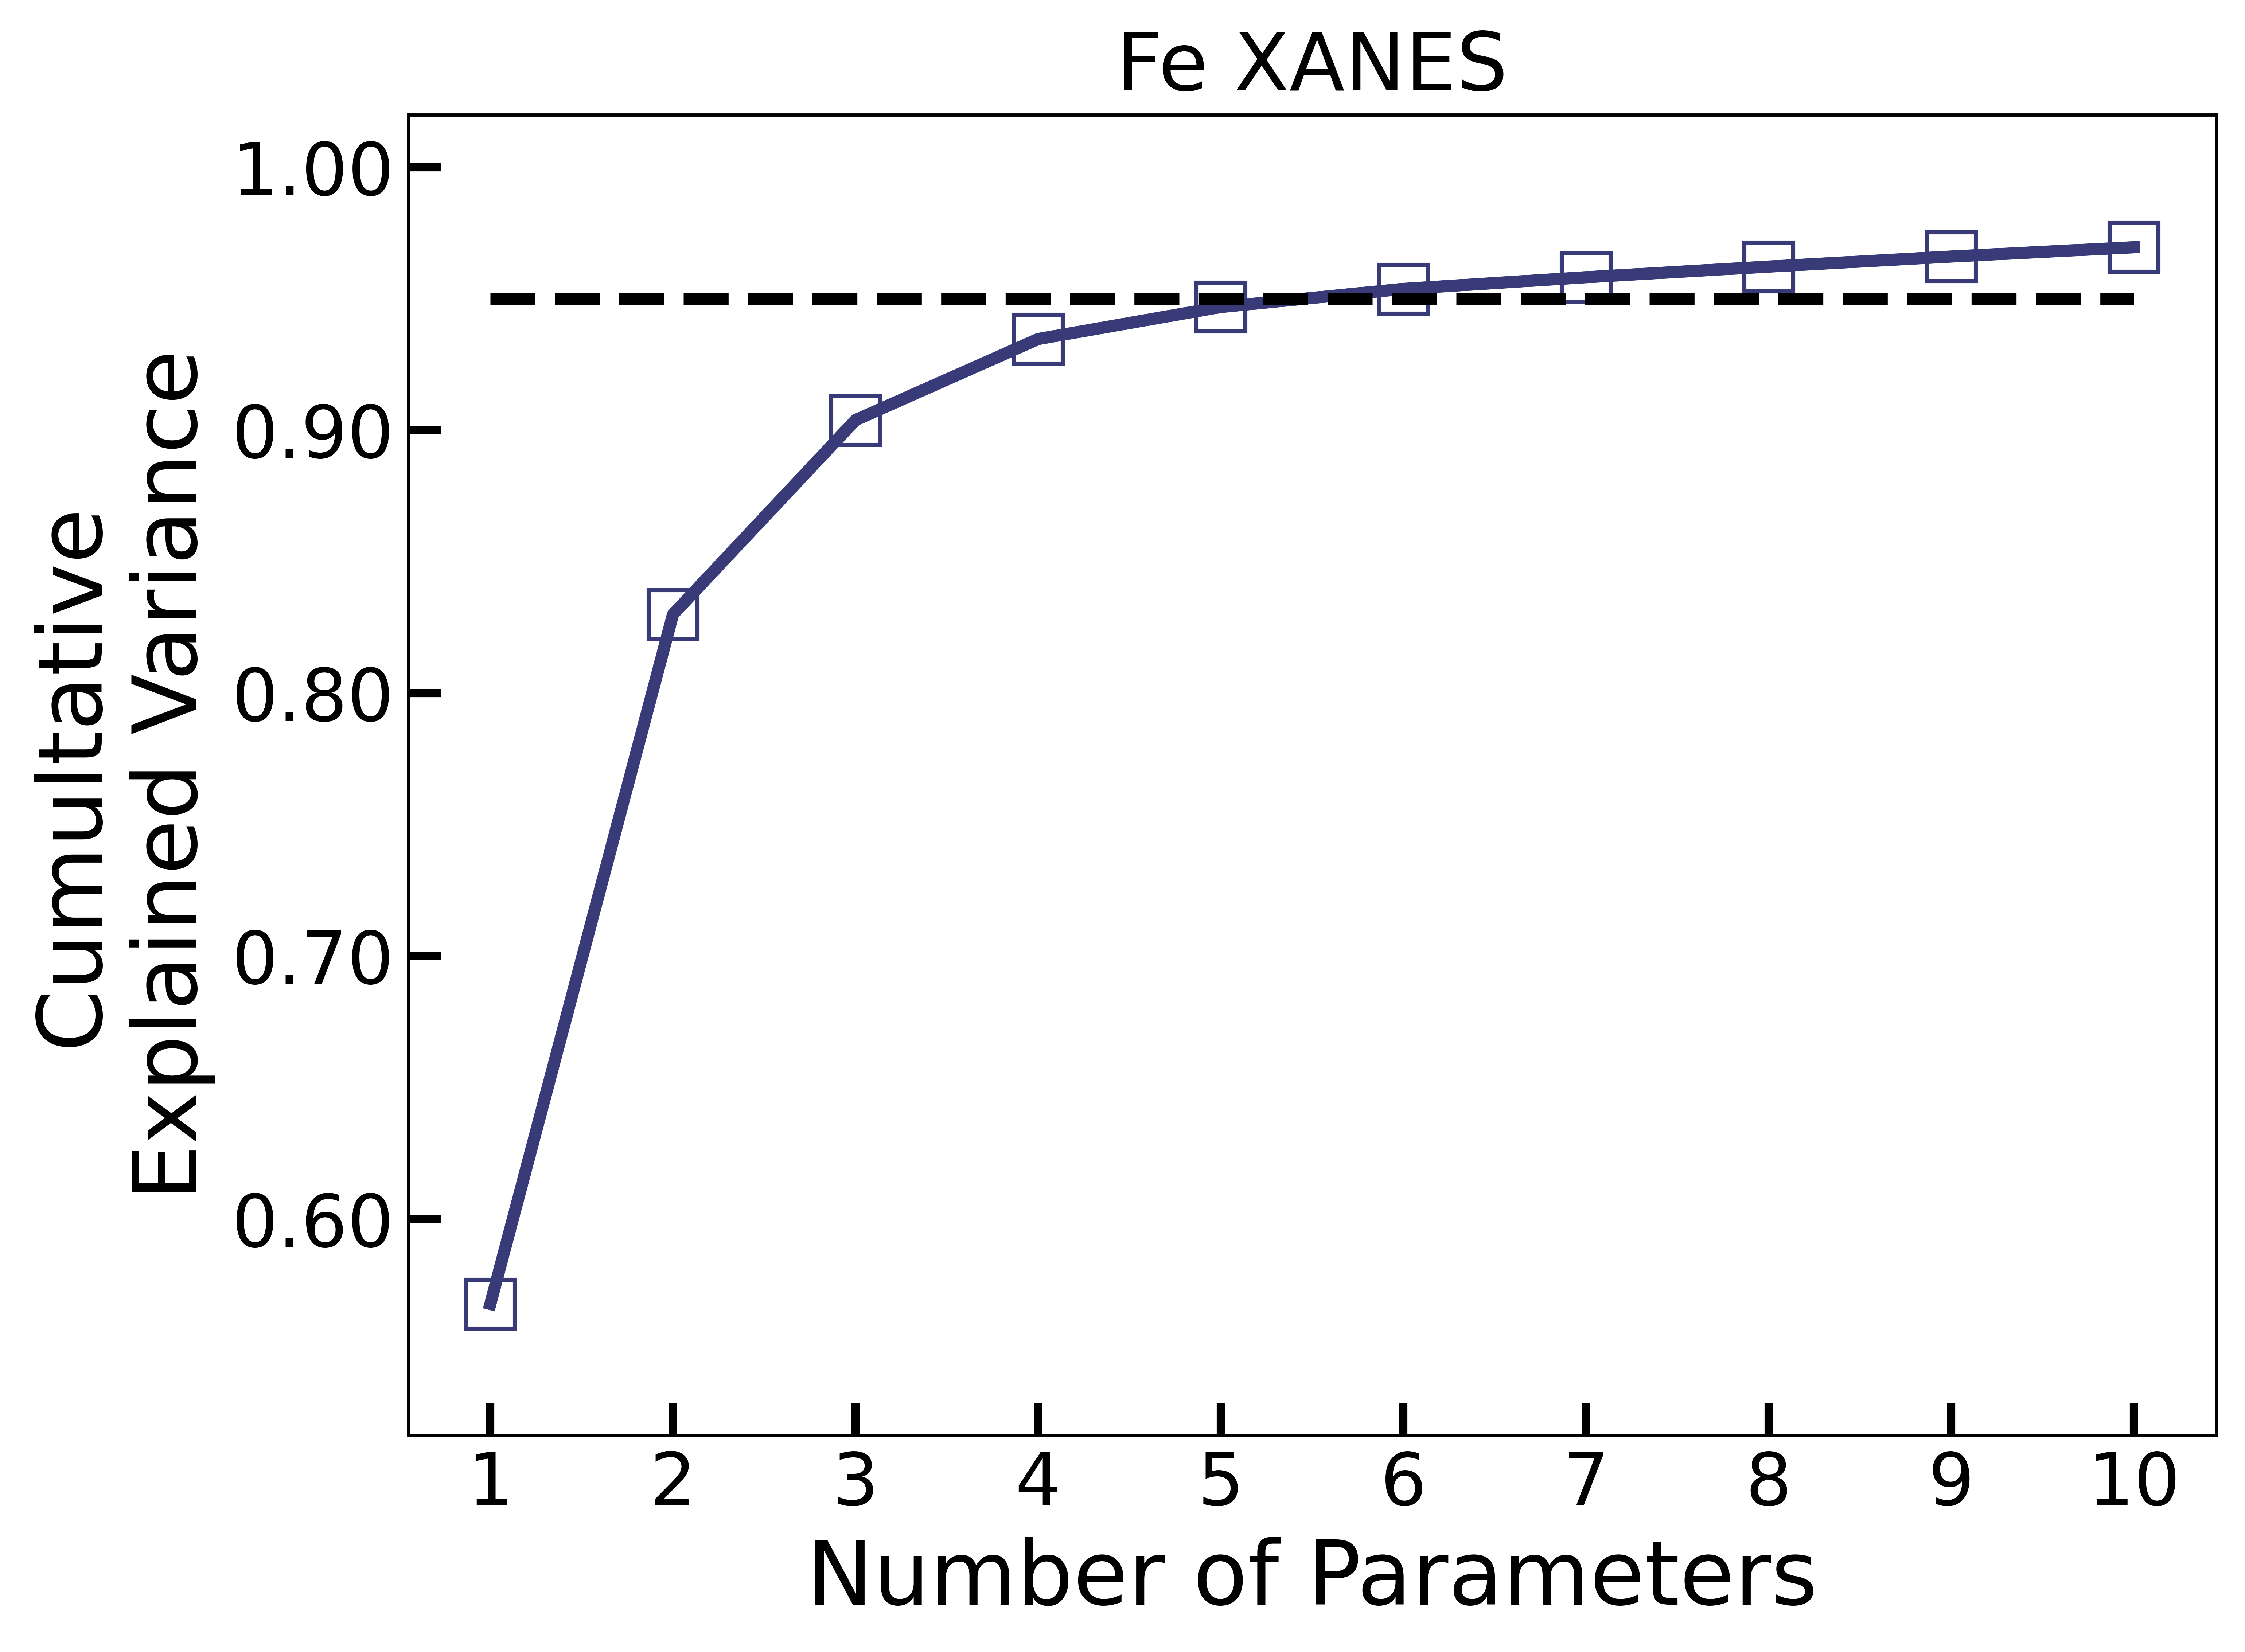 Fe XANES
Cumultative
Explained Variance
1.00
0.90
0.80
0.70
0.60
1 2 3 4 5 6 7 8 9 10
Number of Parameters